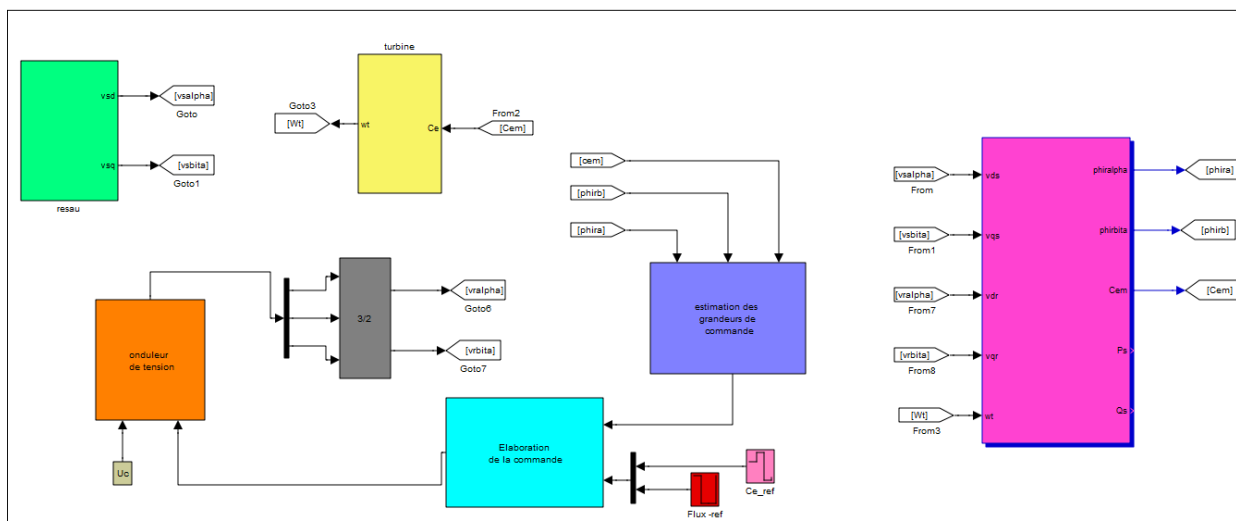 turbine
vsd
[vsalpha]
Goto
vsq
[vsbita]
Goto1
resau
Goto3
[Wt]
wt
Ce
From2
[Cem]
[cem]
[phirb]
[phira]
estimation des
grandeurs de
commande
onduleur
de tension
3/2
[vralpha]
Goto6
[vrbita]
Goto7
Uc
Elaboration
de la commande
Flux -ref
Ce_ref
[vsalpha]
From
vds
[vsbita]
From1
vqs
[vralpha]
From7
vdr
[vrbita]
From8
vqr
[Wt]
From3
wt
phiralpha
[phira]
phirbita
[phirb]
Cem
[Cem]
Ps
Qs